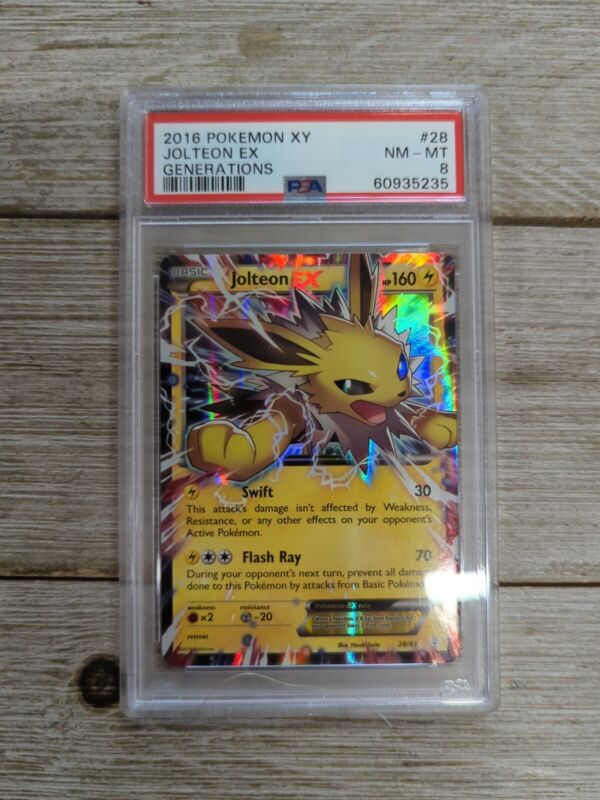 2016 POKEMON XY #28
JOLTEON EX NM - MT
GENERATIONS 8
PSA 60935235
BASIC Jolteon EX HP160
Swift 30
This attack's damage isn't affected by Weakness,
Resistance, or any other effects on your opponent's
Active Pokémon.
Flash Ray 70
During your opponent's next turn, prevent all damage
done to this Pokémon by attacks from Basic Pokémon.
Pokémon-EX rule
weakness resistance
×2 -20
retreat
Illus. Naoki Saito 28/83